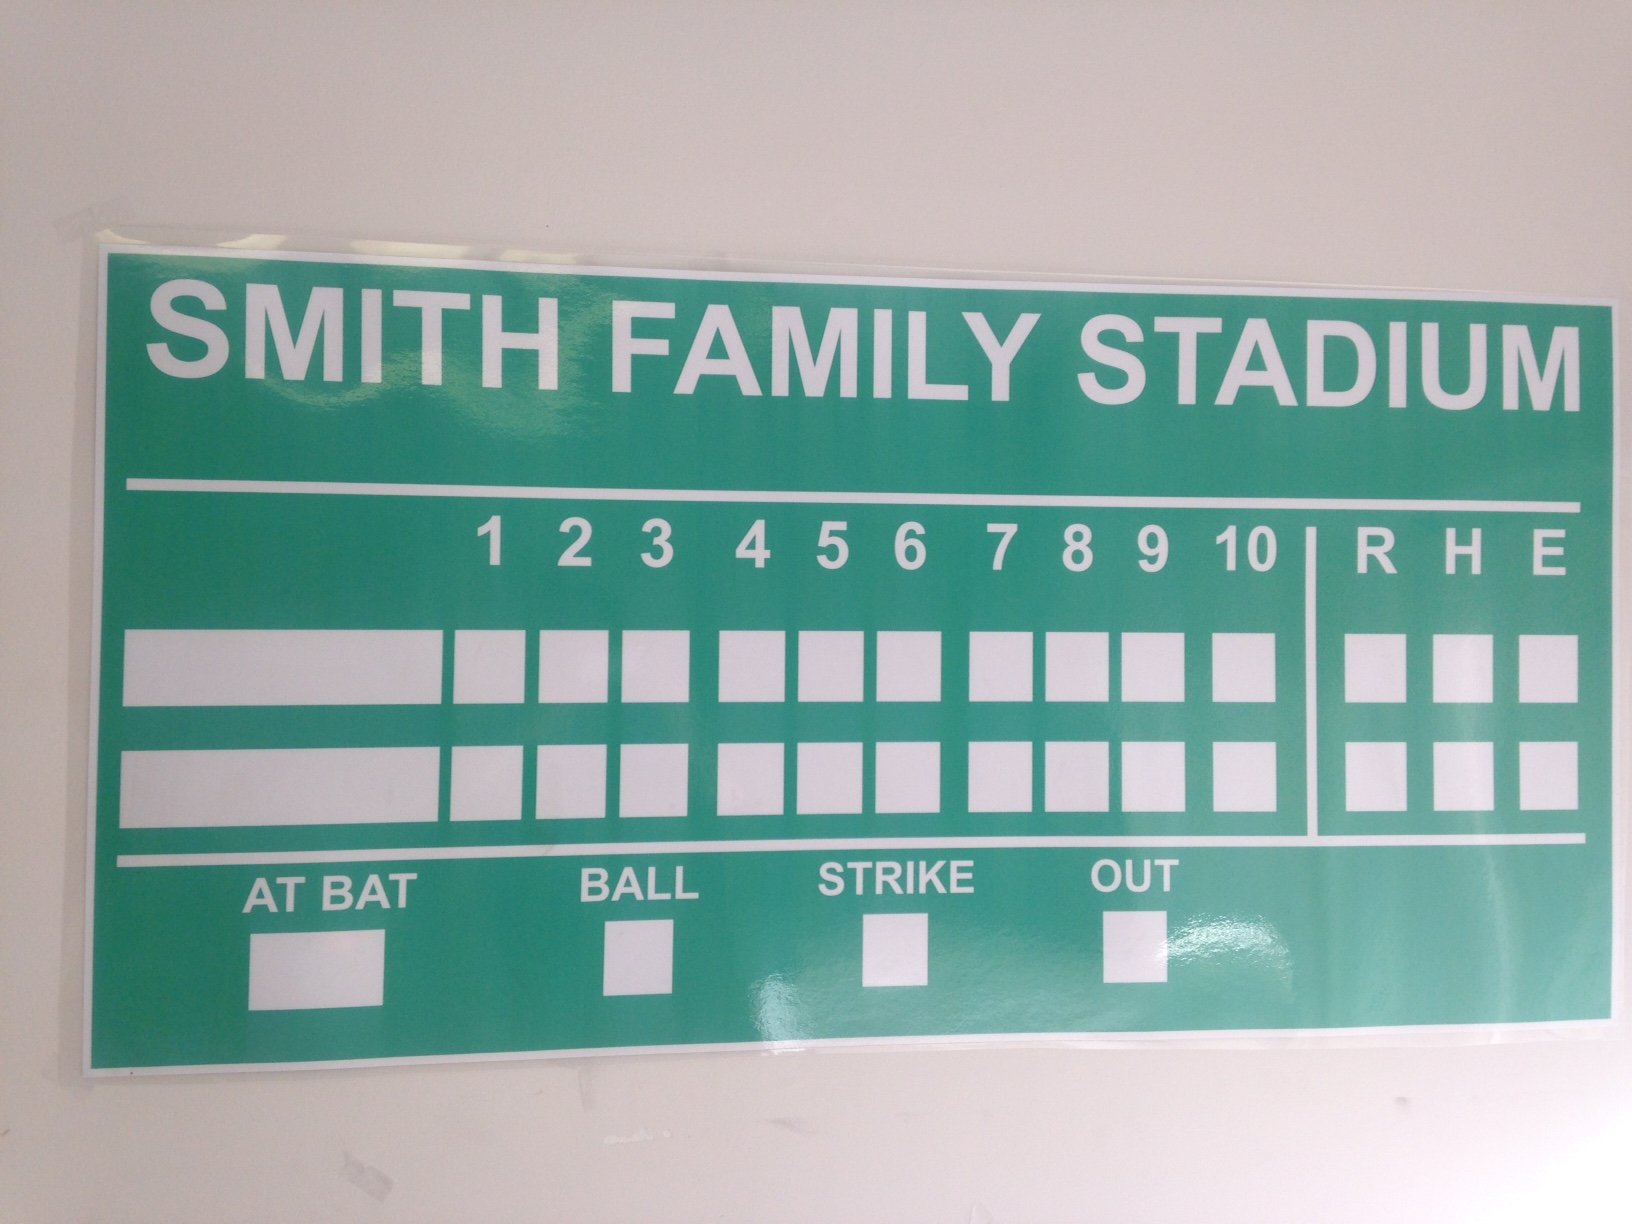 SMITH FAMILY STADIUM
1 2 3 4 5 6 7 8 9 10 R H E
AT BAT BALL STRIKE OUT